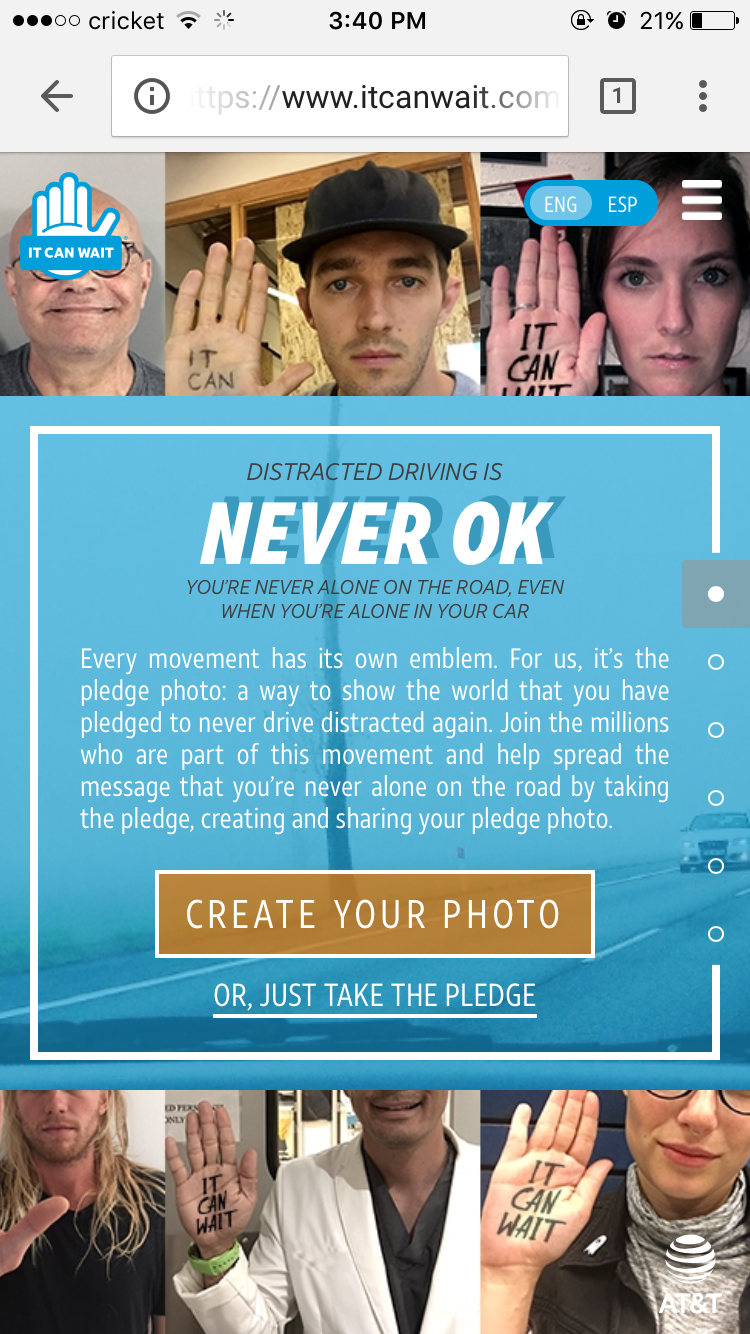 cricket 3:40 PM 21%
ttps://www.itcanwait.com 1
IT CAN WAIT
ENG ESP
IT
CAN
IT
CAN
WAIT
DISTRACTED DRIVING IS
NEVER OK
YOU'RE NEVER ALONE ON THE ROAD, EVEN
WHEN YOU'RE ALONE IN YOUR CAR
Every movement has its own emblem. For us, it's the
pledge photo: a way to show the world that you have
pledged to never drive distracted again. Join the millions
who are part of this movement and help spread the
message that you're never alone on the road by taking
the pledge, creating and sharing your pledge photo.
CREATE YOUR PHOTO
OR, JUST TAKE THE PLEDGE
ONLY
IT
CAN
WAIT
IT
CAN
WAIT
AT&T